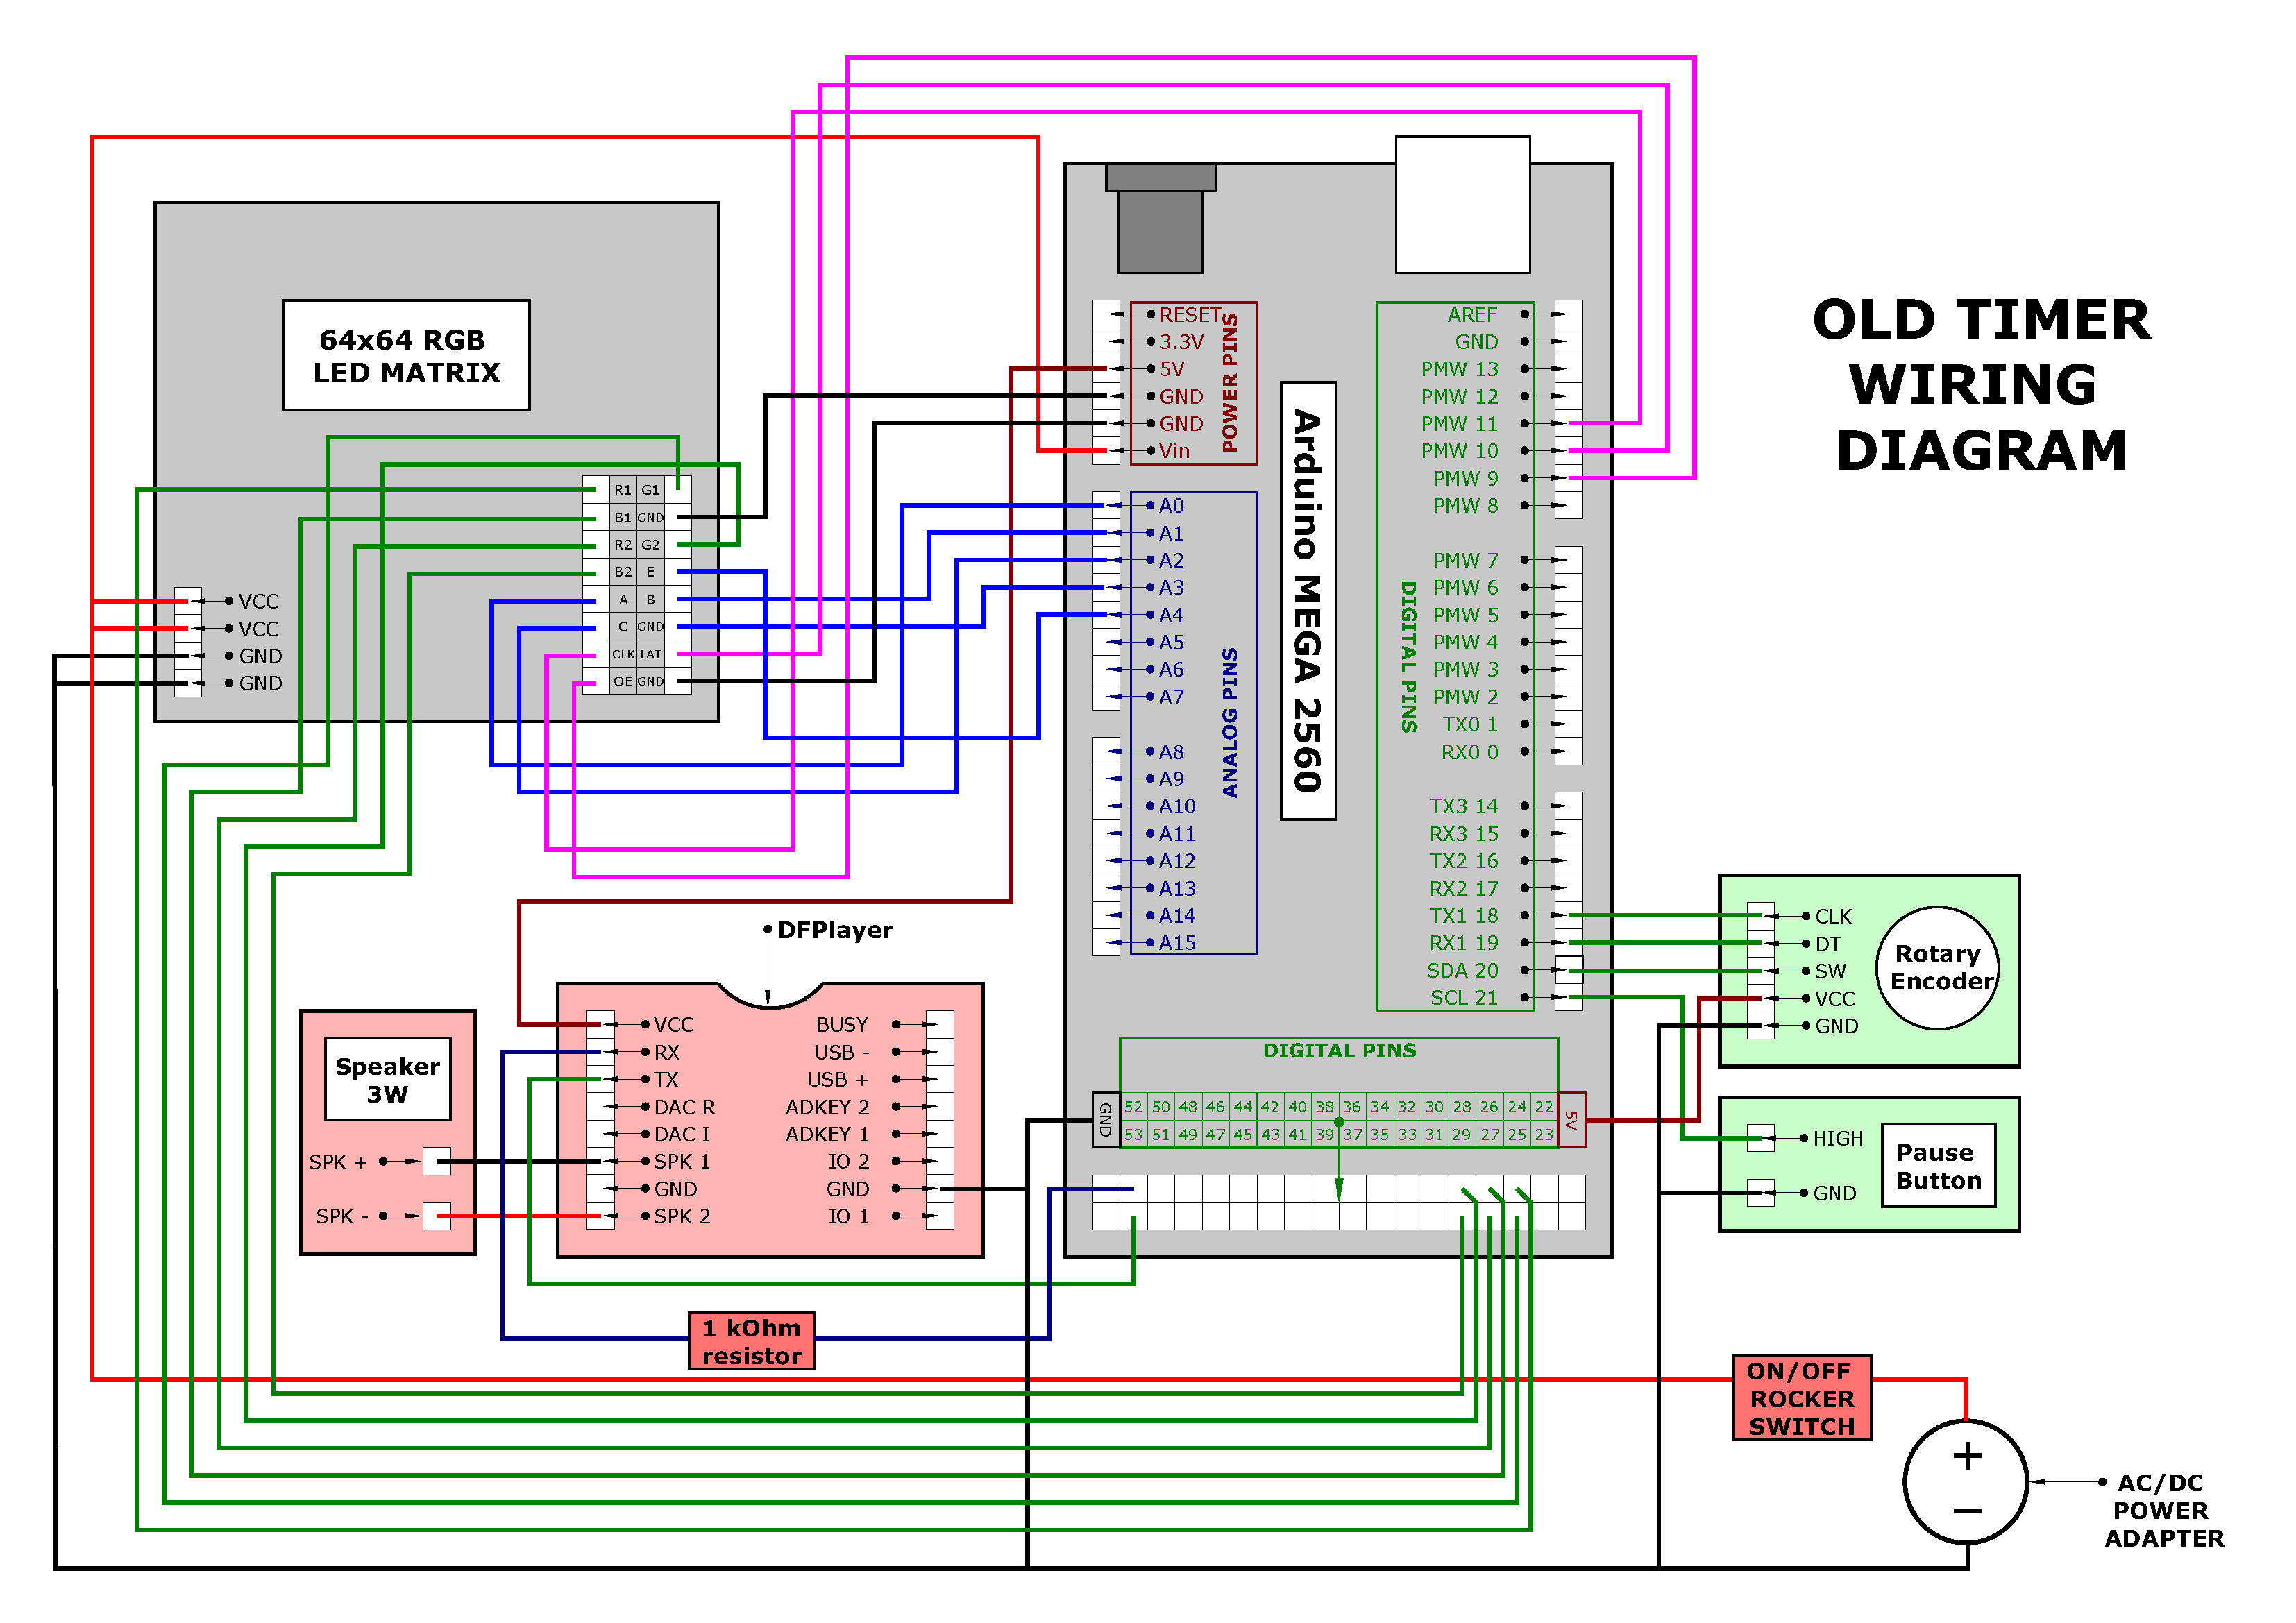 OLD TIMER
WIRING
DIAGRAM
64x64 RGB
LED MATRIX
R1 G1
B1 GND
R2 G2
B2 E
A B
C GND
CLK LAT
OE GND
VCC
VCC
GND
GND
Arduino MEGA 2560
POWER PINS
RESET
3.3V
5V
GND
GND
Vin
ANALOG PINS
A0
A1
A2
A3
A4
A5
A6
A7
A8
A9
A10
A11
A12
A13
A14
A15
DIGITAL PINS
AREF
GND
PMW 13
PMW 12
PMW 11
PMW 10
PMW 9
PMW 8
PMW 7
PMW 6
PMW 5
PMW 4
PMW 3
PMW 2
TX0 1
RX0 0
TX3 14
RX3 15
TX2 16
RX2 17
TX1 18
RX1 19
SDA 20
SCL 21
DIGITAL PINS
GND
52 50 48 46 44 42 40 38 36 34 32 30 28 26 24 22
53 51 49 47 45 43 41 39 37 35 33 31 29 27 25 23
5V
DFPlayer
VCC
RX
TX
DAC R
DAC I
SPK 1
GND
SPK 2
BUSY
USB -
USB +
ADKEY 2
ADKEY 1
IO 2
GND
IO 1
Speaker
3W
SPK +
SPK -
1 kOhm
resistor
CLK
DT
SW
VCC
GND
Rotary
Encoder
HIGH
GND
Pause
Button
ON/OFF
ROCKER
SWITCH
+
−
AC/DC
POWER
ADAPTER